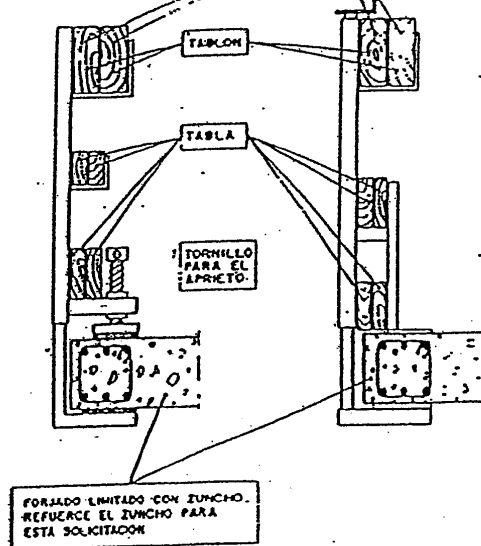 TABLON
TABLA
TORNILLO
PARA EL
APRIETO.
FORJADO LIMITADO CON ZUNCHO.
REFUERCE EL ZUNCHO PARA
ESTA SOLICITACION